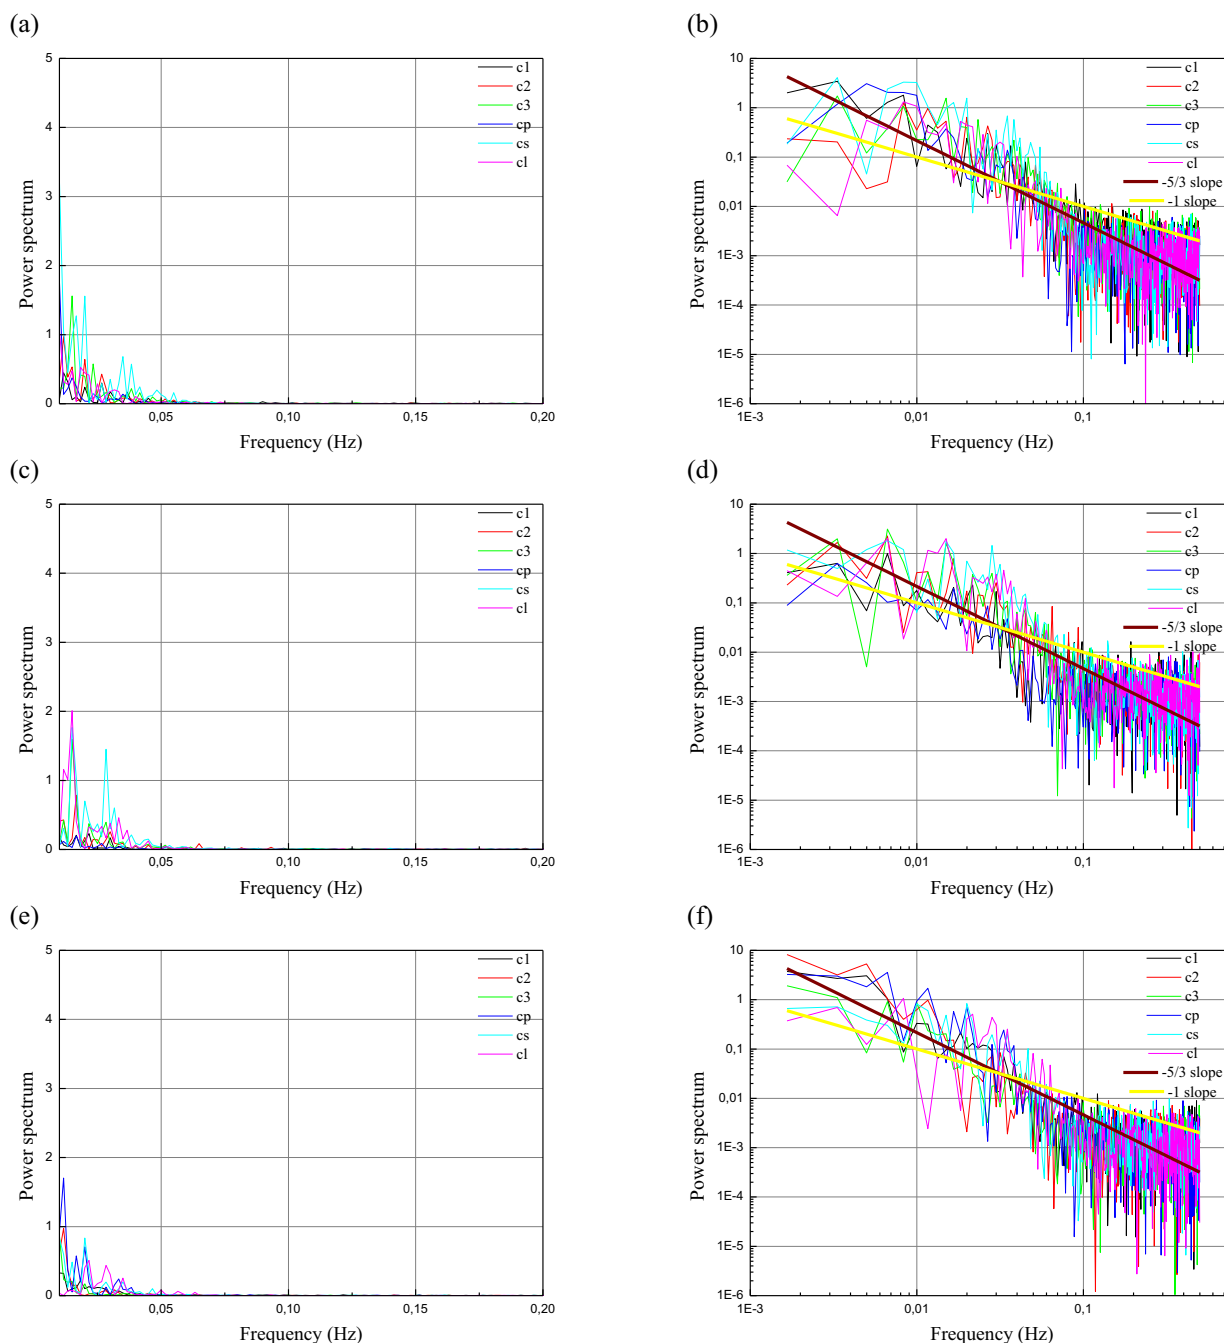 (a)
5
4
3
2
1
0
0,05
0,10
0,15
0,20
Power spectrum
Frequency (Hz)
c1
c2
c3
cp
cs
cl
(b)
10
1
0,1
0,01
1E-3
1E-4
1E-5
1E-6
1E-3
0,01
0,1
Power spectrum
Frequency (Hz)
c1
c2
c3
cp
cs
cl
-5/3 slope
-1 slope
(c)
5
4
3
2
1
0
0,05
0,10
0,15
0,20
Power spectrum
Frequency (Hz)
c1
c2
c3
cp
cs
cl
(d)
10
1
0,1
0,01
1E-3
1E-4
1E-5
1E-6
1E-3
0,01
0,1
Power spectrum
Frequency (Hz)
c1
c2
c3
cp
cs
cl
-5/3 slope
-1 slope
(e)
5
4
3
2
1
0
0,05
0,10
0,15
0,20
Power spectrum
Frequency (Hz)
c1
c2
c3
cp
cs
cl
(f)
10
1
0,1
0,01
1E-3
1E-4
1E-5
1E-6
1E-3
0,01
0,1
Power spectrum
Frequency (Hz)
c1
c2
c3
cp
cs
cl
-5/3 slope
-1 slope